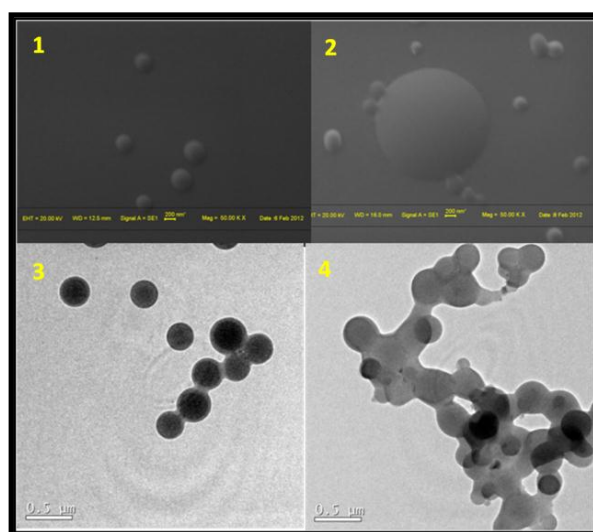 1
EHT = 20.00 kV WD = 12.0 mm Signal A = SE1 200 nm Mag = 50.00 K X Date :8 Feb 2012
2
HT = 20.00 kV WD = 16.0 mm Signal A = SE1 200 nm Mag = 50.00 K X Date :8 Feb 2012
3
0.5 µm
4
0.5 µm